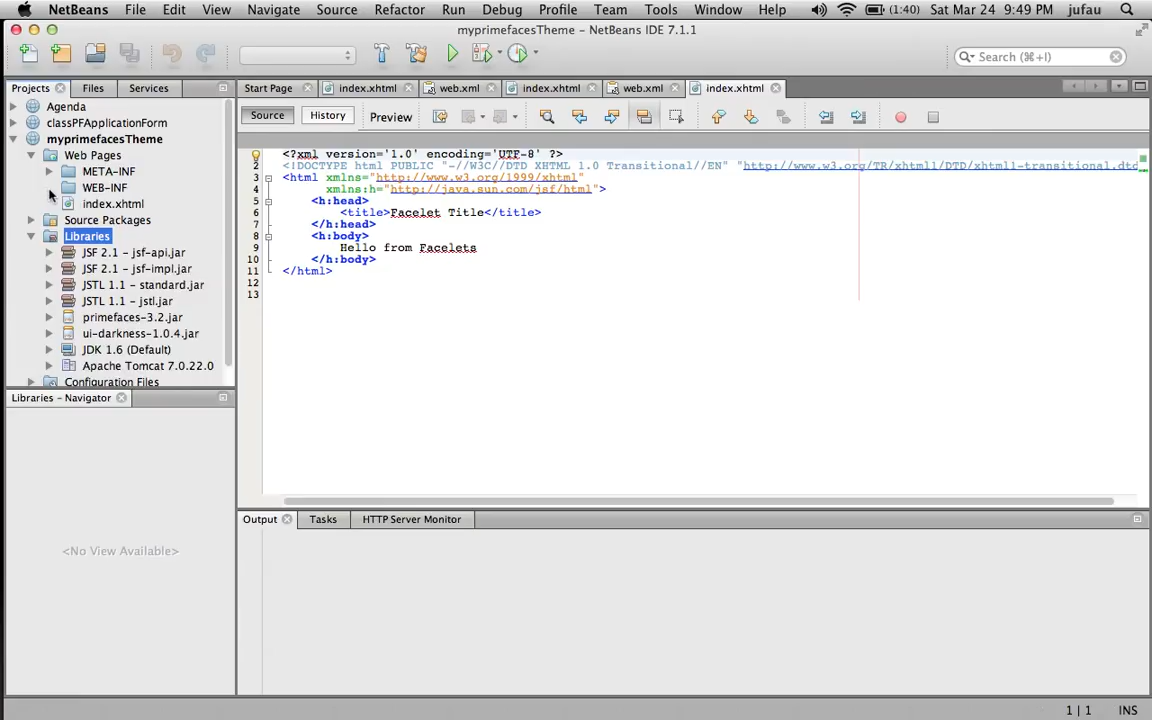 NetBeans File Edit View Navigate Source Refactor Run Debug Profile Team Tools Window Help (1:40) Sat Mar 24 9:49 PM jufau
myprimefacesTheme - NetBeans IDE 7.1.1
Search (⌘+I)
Projects Files Services
Start Page index.xhtml web.xml index.xhtml web.xml index.xhtml
Source History Preview
Agenda
classPFApplicationForm
myprimefacesTheme
Web Pages
META-INF
WEB-INF
index.xhtml
Source Packages
Libraries
JSF 2.1 - jsf-api.jar
JSF 2.1 - jsf-impl.jar
JSTL 1.1 - standard.jar
JSTL 1.1 - jstl.jar
primefaces-3.2.jar
ui-darkness-1.0.4.jar
JDK 1.6 (Default)
Apache Tomcat 7.0.22.0
Configuration Files
<?xml version='1.0' encoding='UTF-8' ?>
2 <!DOCTYPE html PUBLIC "-//W3C//DTD XHTML 1.0 Transitional//EN" "http://www.w3.org/TR/xhtml1/DTD/xhtml1-transitional.dtd
3 <html xmlns="http://www.w3.org/1999/xhtml"
4 xmlns:h="http://java.sun.com/jsf/html">
5 <h:head>
6 <title>Facelet Title</title>
7 </h:head>
8 <h:body>
9 Hello from Facelets
10 </h:body>
11 </html>
12
13
Libraries - Navigator
<No View Available>
Output Tasks HTTP Server Monitor
1 | 1 INS